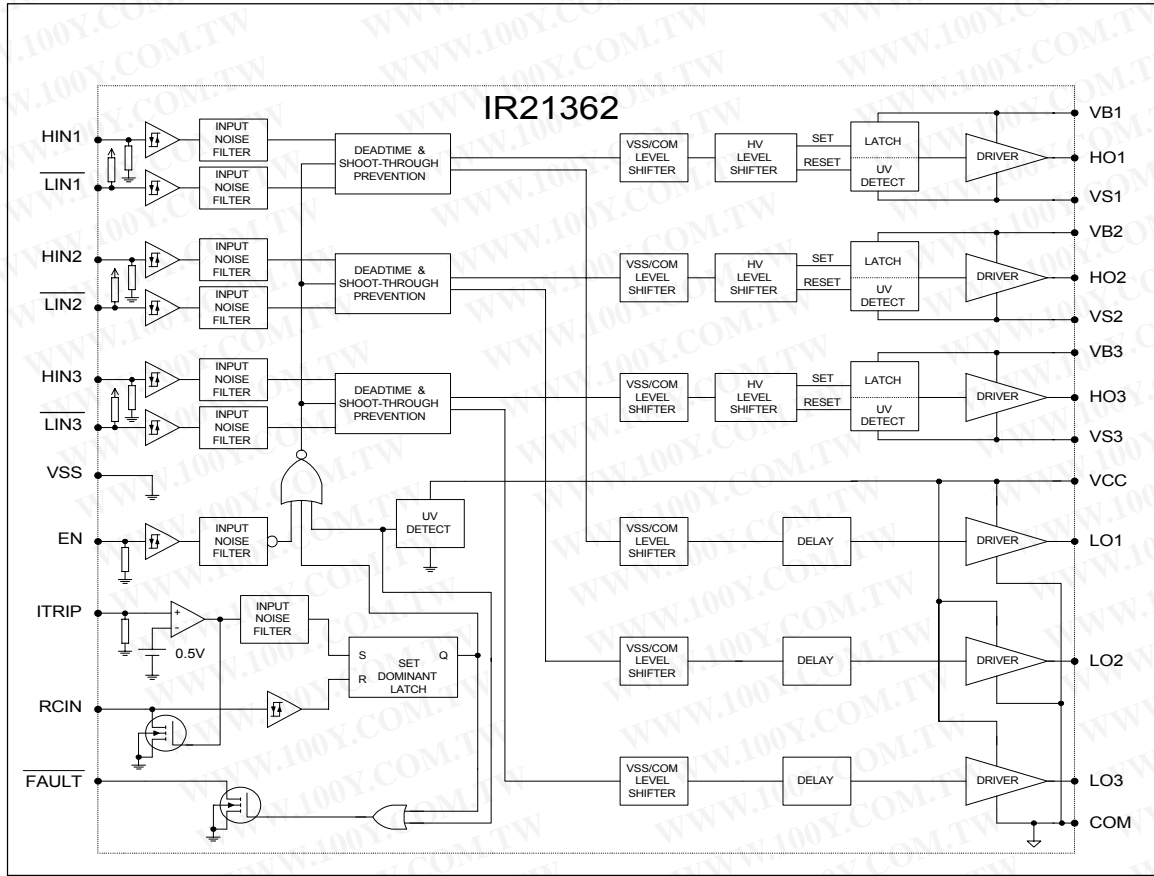 IR21362
HIN1
LIN1
HIN2
LIN2
HIN3
LIN3
VSS
EN
ITRIP
RCIN
FAULT
INPUT
NOISE
FILTER
INPUT
NOISE
FILTER
DEADTIME &
SHOOT-THROUGH
PREVENTION
VSS/COM
LEVEL
SHIFTER
HV
LEVEL
SHIFTER
SET
RESET
LATCH
UV
DETECT
DRIVER
VB1
HO1
VS1
INPUT
NOISE
FILTER
INPUT
NOISE
FILTER
DEADTIME &
SHOOT-THROUGH
PREVENTION
VSS/COM
LEVEL
SHIFTER
HV
LEVEL
SHIFTER
SET
RESET
LATCH
UV
DETECT
DRIVER
VB2
HO2
VS2
INPUT
NOISE
FILTER
INPUT
NOISE
FILTER
DEADTIME &
SHOOT-THROUGH
PREVENTION
VSS/COM
LEVEL
SHIFTER
HV
LEVEL
SHIFTER
SET
RESET
LATCH
UV
DETECT
DRIVER
VB3
HO3
VS3
INPUT
NOISE
FILTER
UV
DETECT
VSS/COM
LEVEL
SHIFTER
DELAY
DRIVER
VCC
LO1
+
-
0.5V
INPUT
NOISE
FILTER
S
R
Q
SET
DOMINANT
LATCH
VSS/COM
LEVEL
SHIFTER
DELAY
DRIVER
LO2
VSS/COM
LEVEL
SHIFTER
DELAY
DRIVER
LO3
COM
WWW.100Y.COM.TW